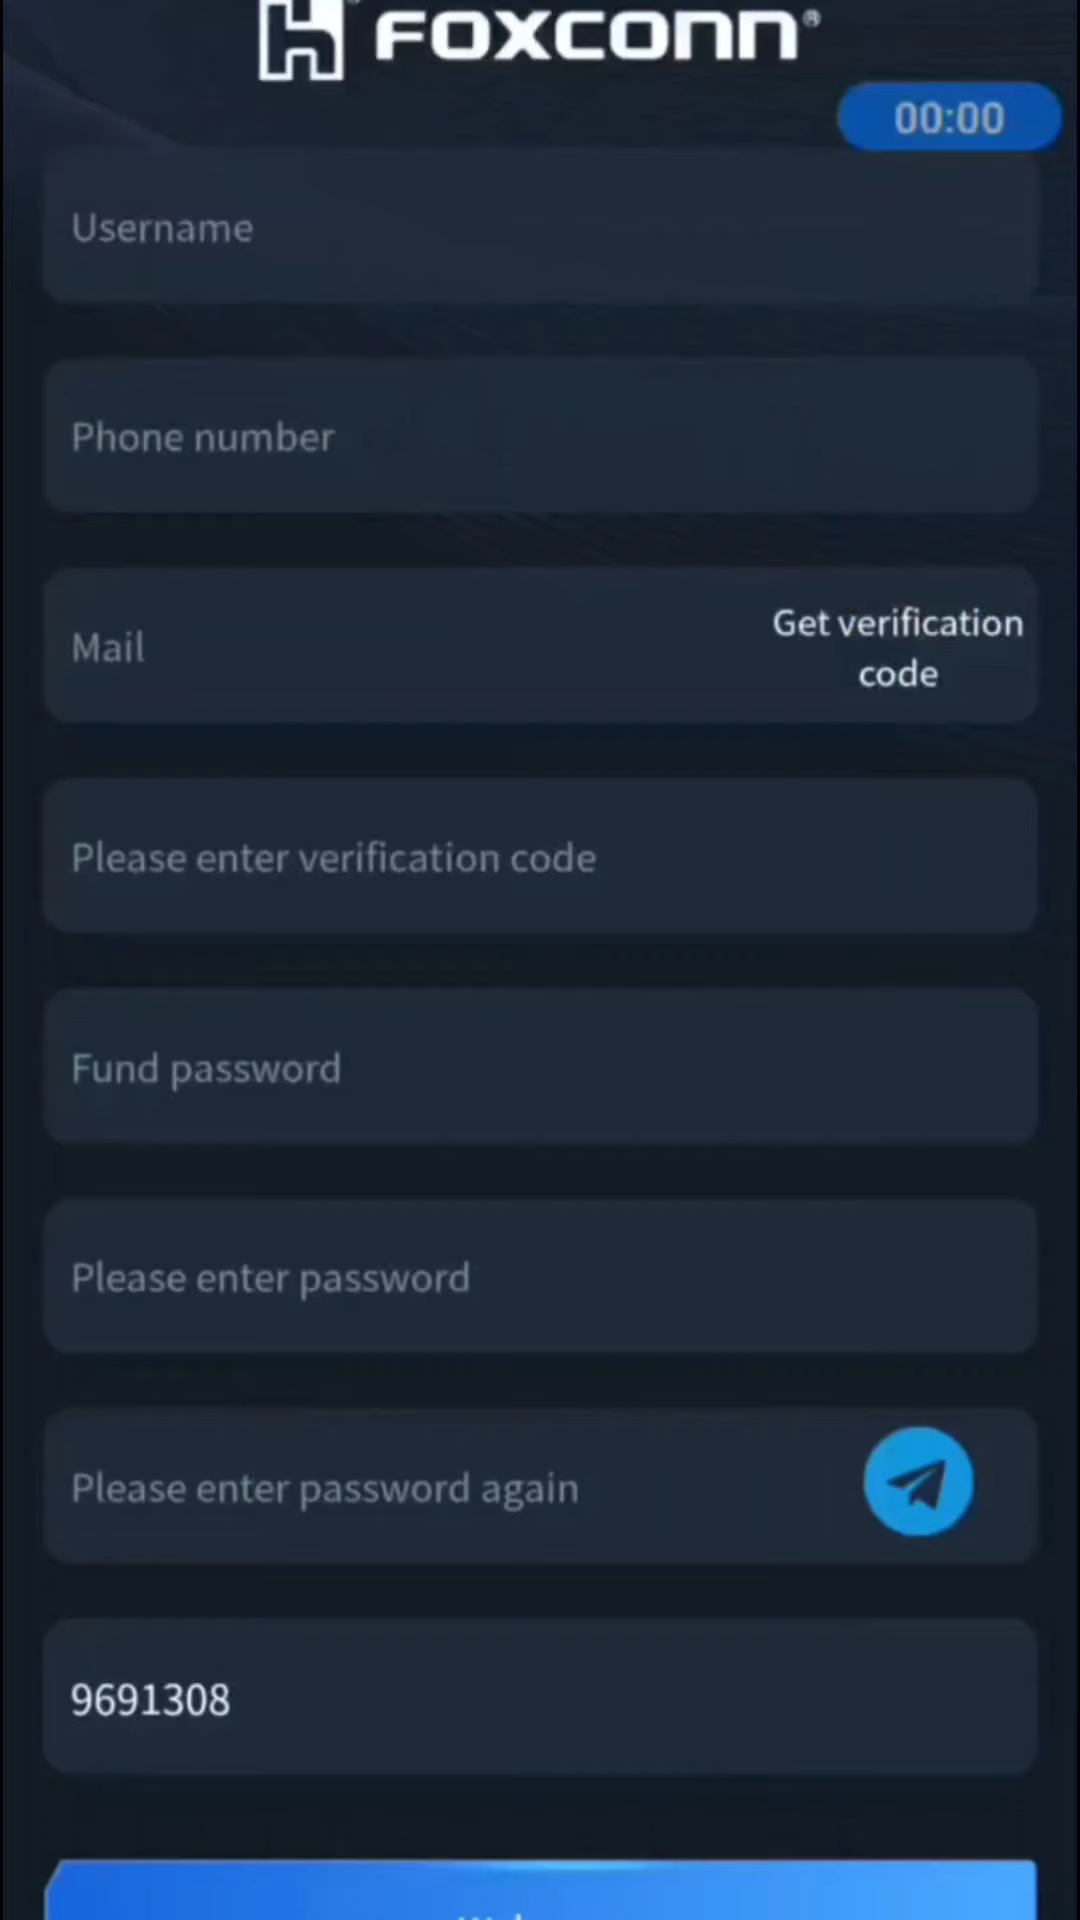 FOXCONN®
00:00
Username
Phone number
Mail
Get verification
code
Please enter verification code
Fund password
Please enter password
Please enter password again
9691308